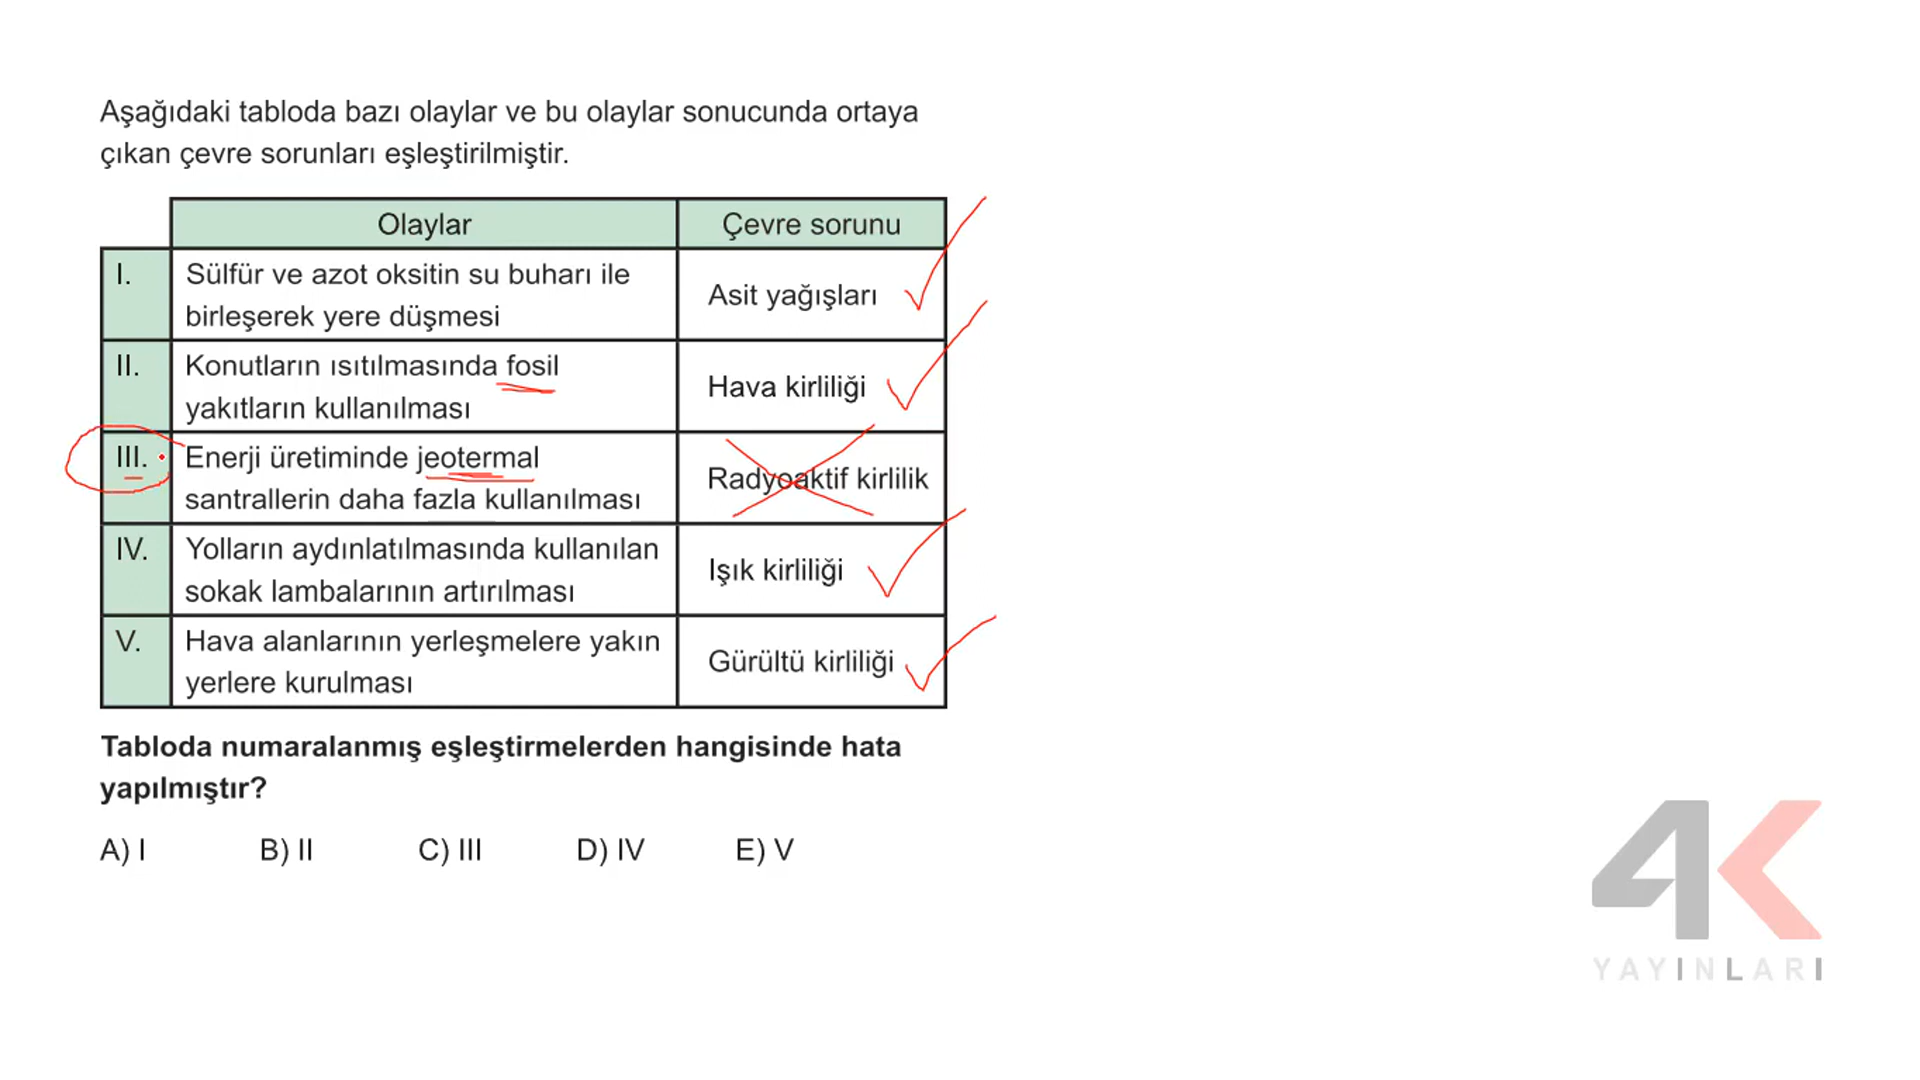 Aşağıdaki tabloda bazı olaylar ve bu olaylar sonucunda ortaya
çıkan çevre sorunları eşleştirilmiştir.
Olaylar
Çevre sorunu
I.
Sülfür ve azot oksitin su buharı ile
birleşerek yere düşmesi
Asit yağışları
II.
Konutların ısıtılmasında fosil
yakıtların kullanılması
Hava kirliliği
III.
Enerji üretiminde jeotermal
santrallerin daha fazla kullanılması
Radyoaktif kirlilik
IV.
Yolların aydınlatılmasında kullanılan
sokak lambalarının artırılması
Işık kirliliği
V.
Hava alanlarının yerleşmelere yakın
yerlere kurulması
Gürültü kirliliği
Tabloda numaralanmış eşleştirmelerden hangisinde hata
yapılmıştır?
A) I B) II C) III D) IV E) V
4K
YAYINLARI